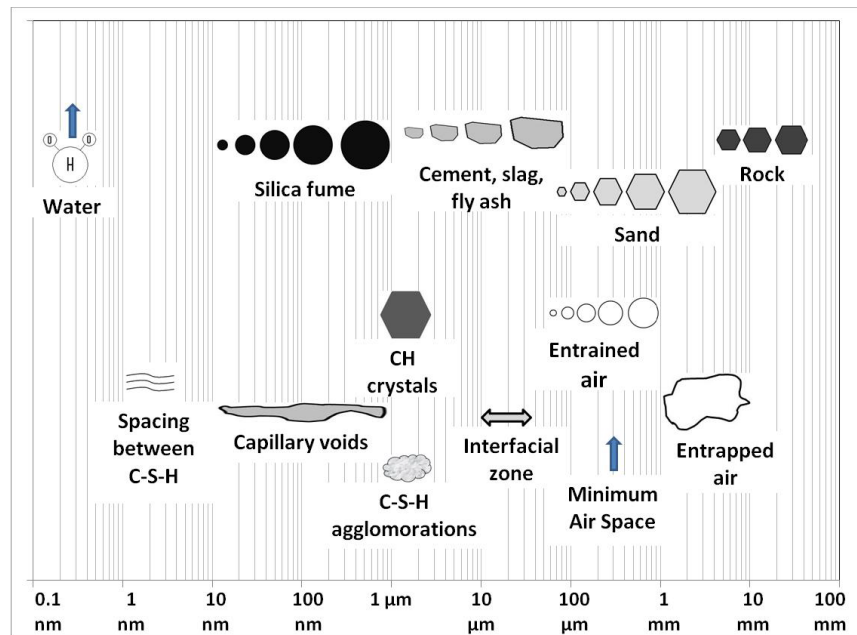 O
O
H
Water
Silica fume
Cement, slag,
fly ash
Sand
Rock
CH
crystals
Entrained
air
Spacing
between
C-S-H
Capillary voids
C-S-H
agglomorations
Interfacial
zone
Minimum
Air Space
Entrapped
air
0.1 1 10 100 1 µm 10 100 1 10 100
nm nm nm nm µm µm mm mm mm